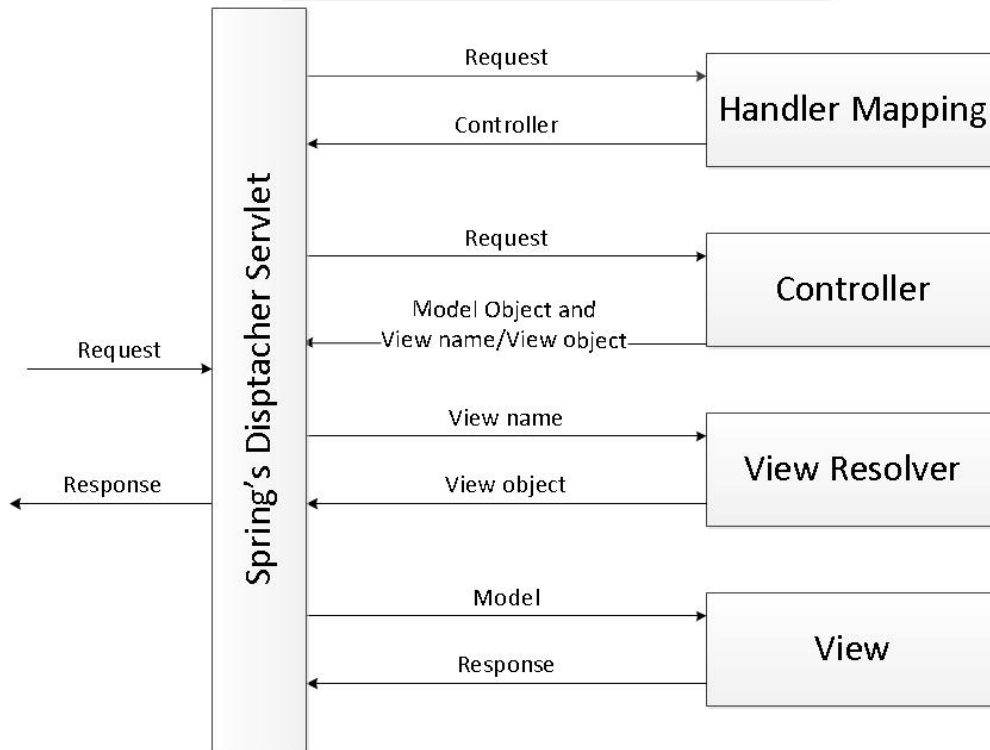 Request
Response
Spring's Disptacher Servlet
Request
Controller
Handler Mapping
Request
Model Object and
View name/View object
Controller
View name
View object
View Resolver
Model
Response
View